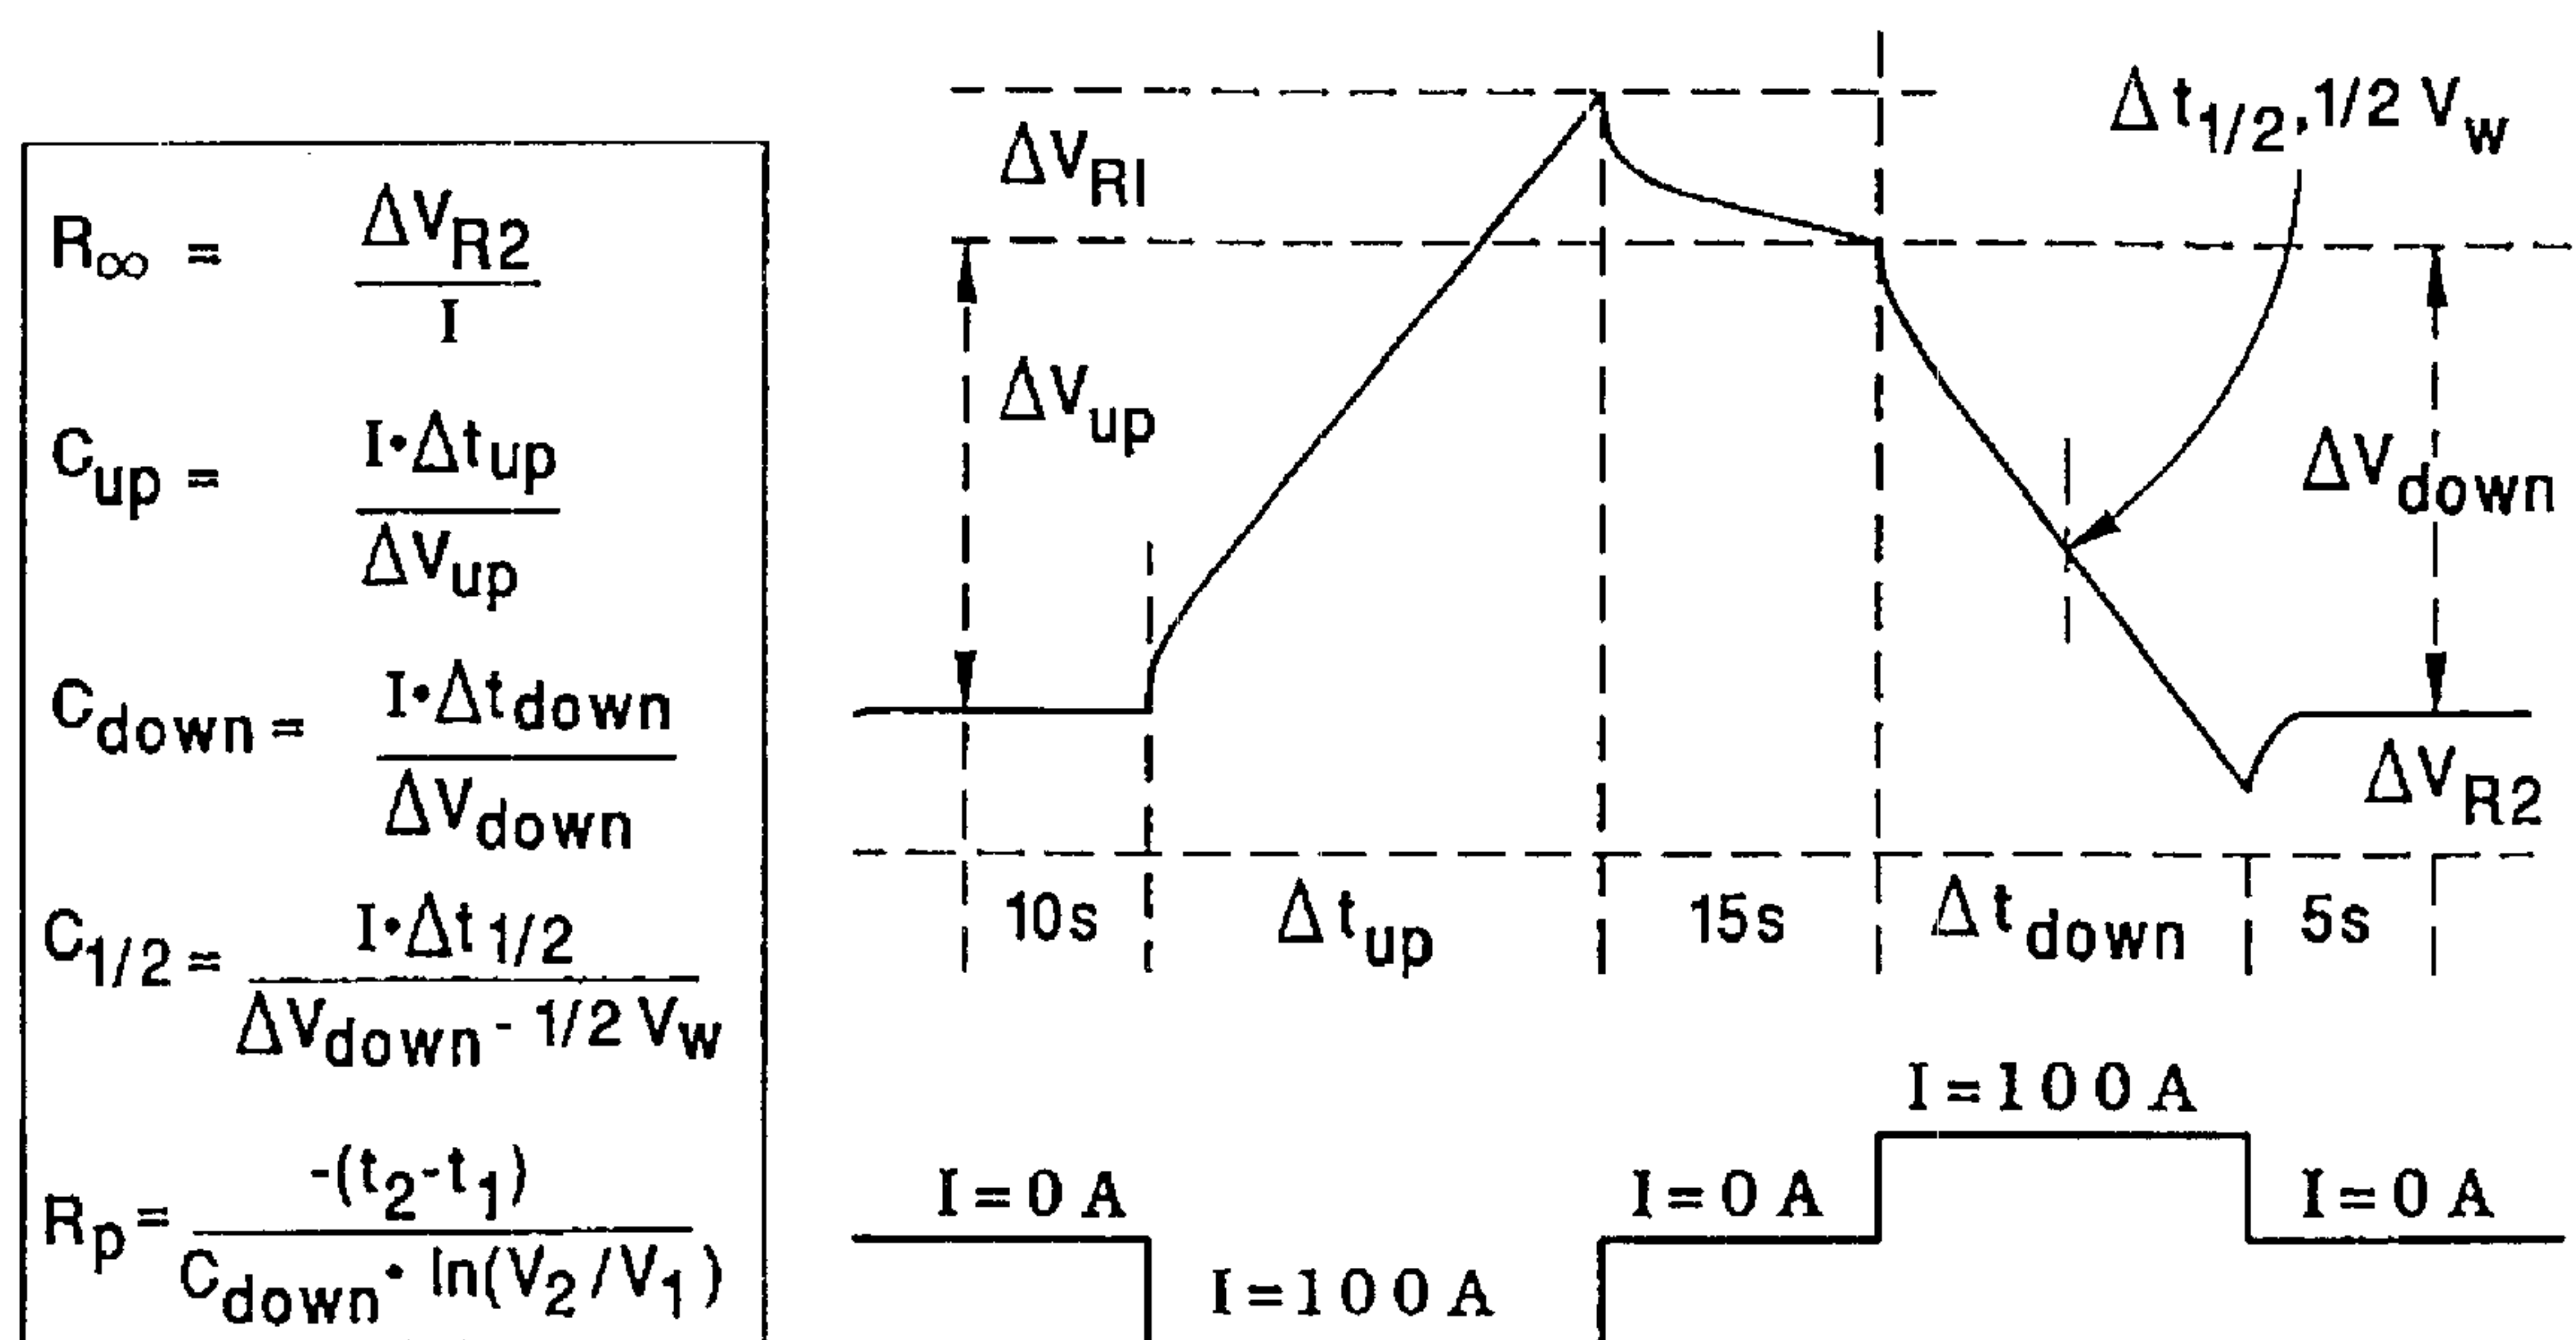 R∞ = ΔVR2 / I
Cup = I•Δtup / ΔVup
Cdown = I•Δtdown / ΔVdown
C1/2 = I•Δt1/2 / ΔVdown - 1/2 Vw
Rp = -(t2-t1) / Cdown • ln(V2/V1)
ΔVRI
ΔVup
Δt1/2, 1/2 Vw
ΔVdown
ΔVR2
10s
Δtup
15s
Δtdown
5s
I=0 A
I=100 A
I=0 A
I=100 A
I=0 A